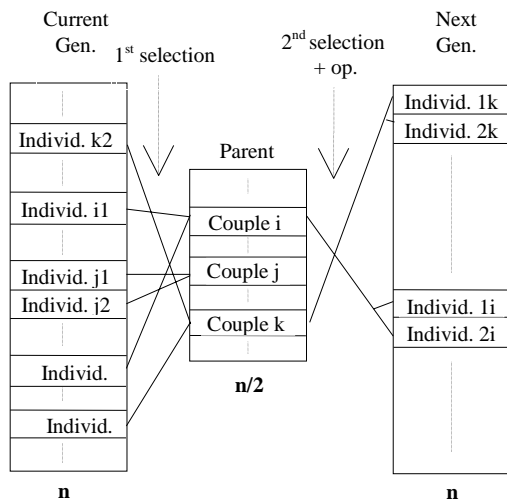 Current
Gen.
1st selection
2nd selection
+ op.
Next
Gen.
Parent
Individ. k2
Individ. i1
Individ. j1
Individ. j2
Individ.
Individ.
n
Couple i
Couple j
Couple k
n/2
Individ. 1k
Individ. 2k
Individ. 1i
Individ. 2i
n